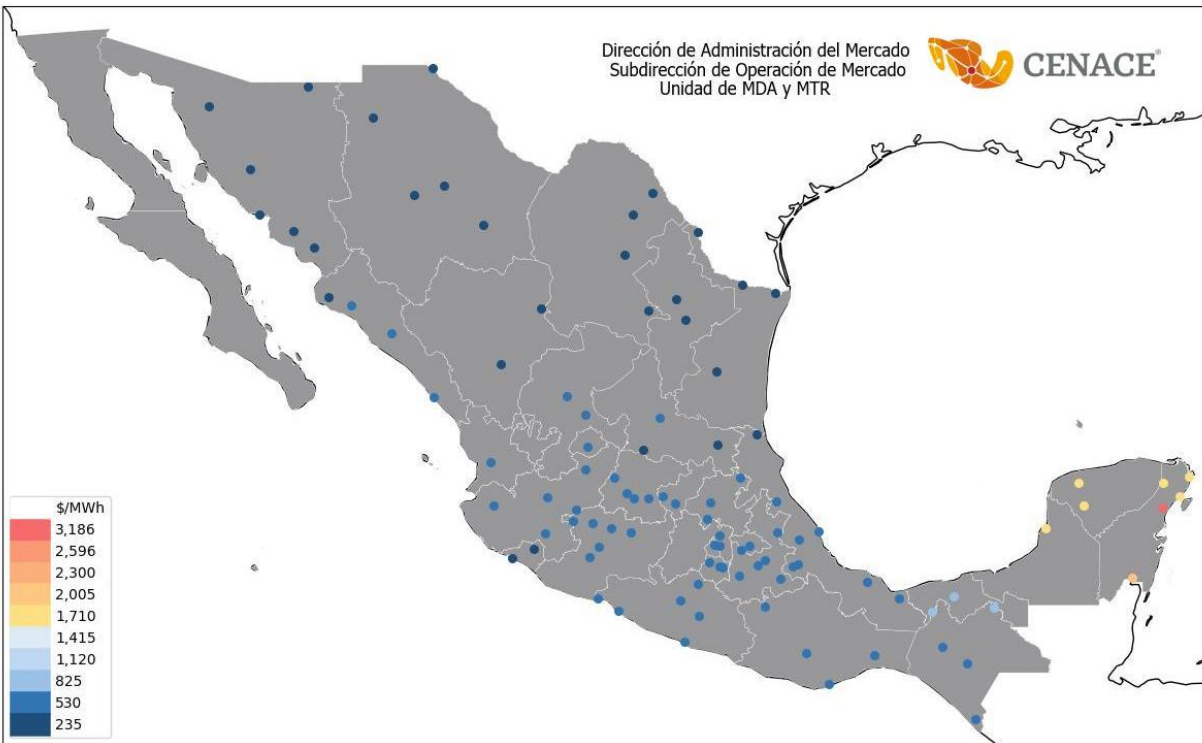 Dirección de Administración del Mercado
Subdirección de Operación de Mercado
Unidad de MDA y MTR
CENACE®
$/MWh
3,186
2,596
2,300
2,005
1,710
1,415
1,120
825
530
235